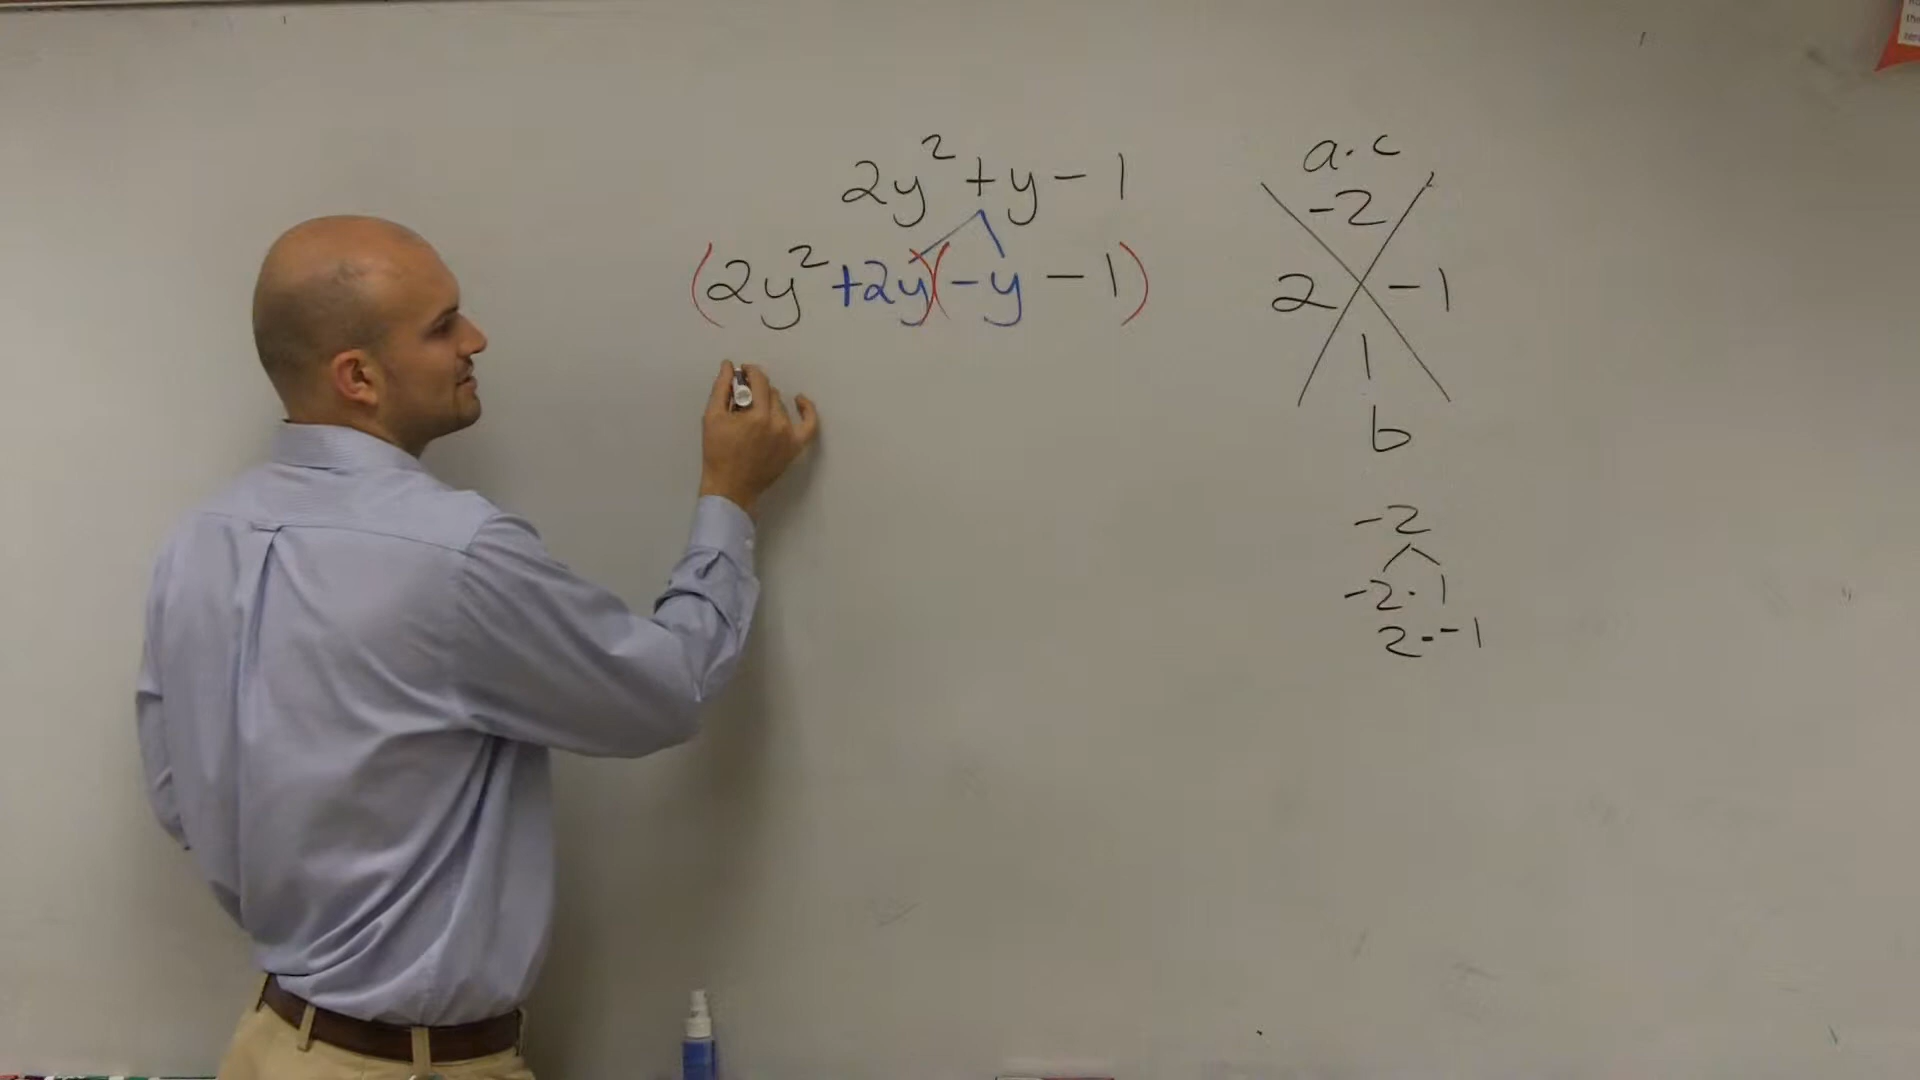 2y² + y - 1
(2y² + 2y)(-y - 1)
a·c
-2
2 -1
1
b
-2
-2·1
2·-1